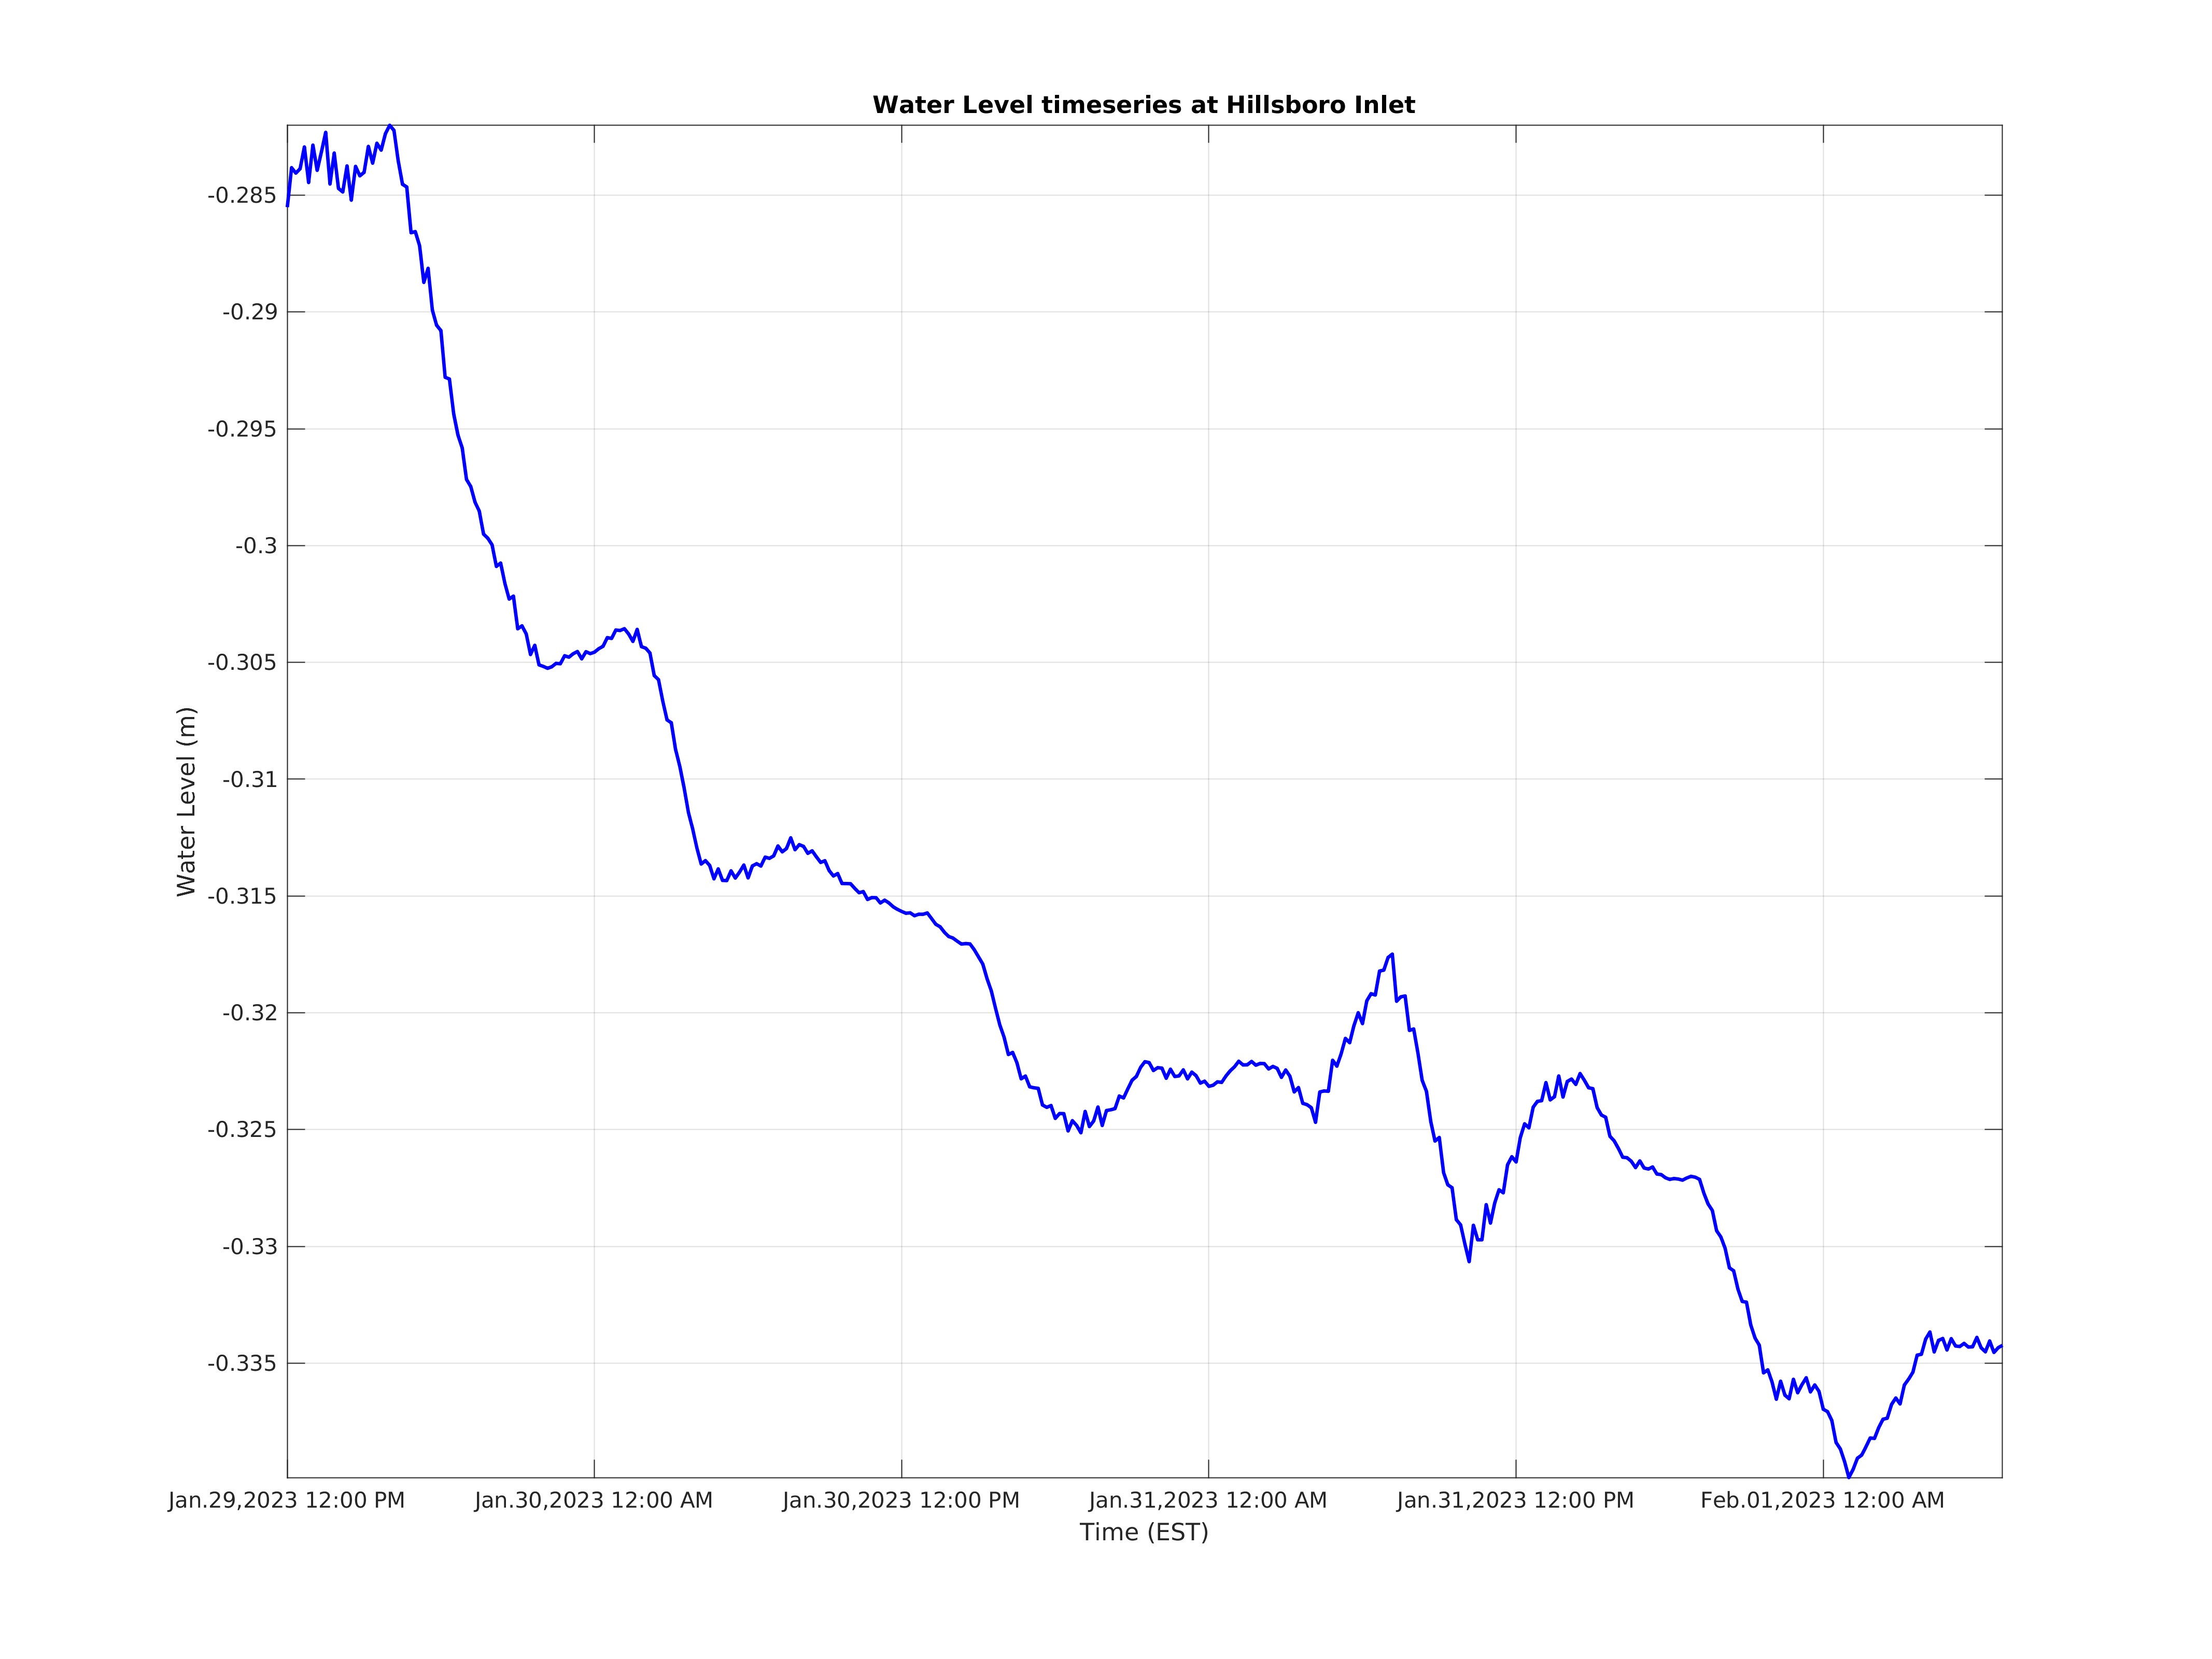 Water Level timeseries at Hillsboro Inlet
-0.285
-0.29
-0.295
-0.3
-0.305
-0.31
-0.315
-0.32
-0.325
-0.33
-0.335
Water Level (m)
Jan.29,2023 12:00 PM Jan.30,2023 12:00 AM Jan.30,2023 12:00 PM Jan.31,2023 12:00 AM Jan.31,2023 12:00 PM Feb.01,2023 12:00 AM
Time (EST)